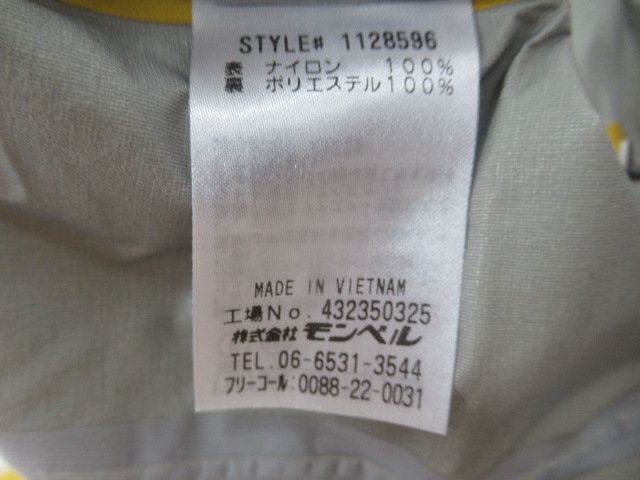 STYLE# 1128596
表 ナイロン 100%
裏 ポリエステル100%
MADE IN VIETNAM
工場No. 432350325
株式会社 モンベル
TEL. 06-6531-3544
フリーコール:0088-22-0031